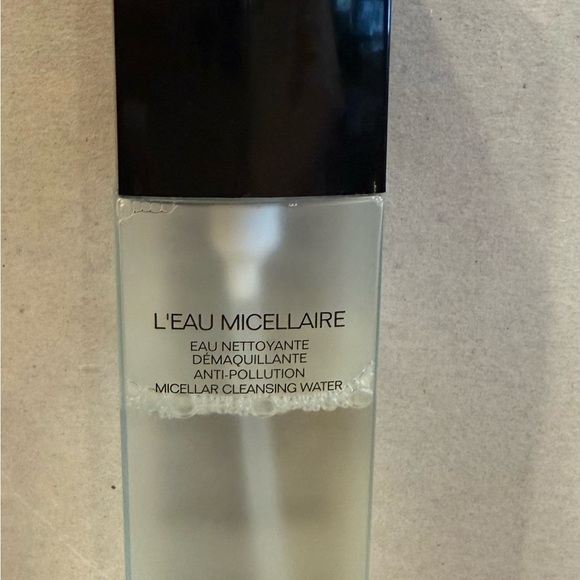 L'EAU MICELLAIRE
EAU NETTOYANTE
DÉMAQUILLANTE
ANTI-POLLUTION
MICELLAR CLEANSING WATER